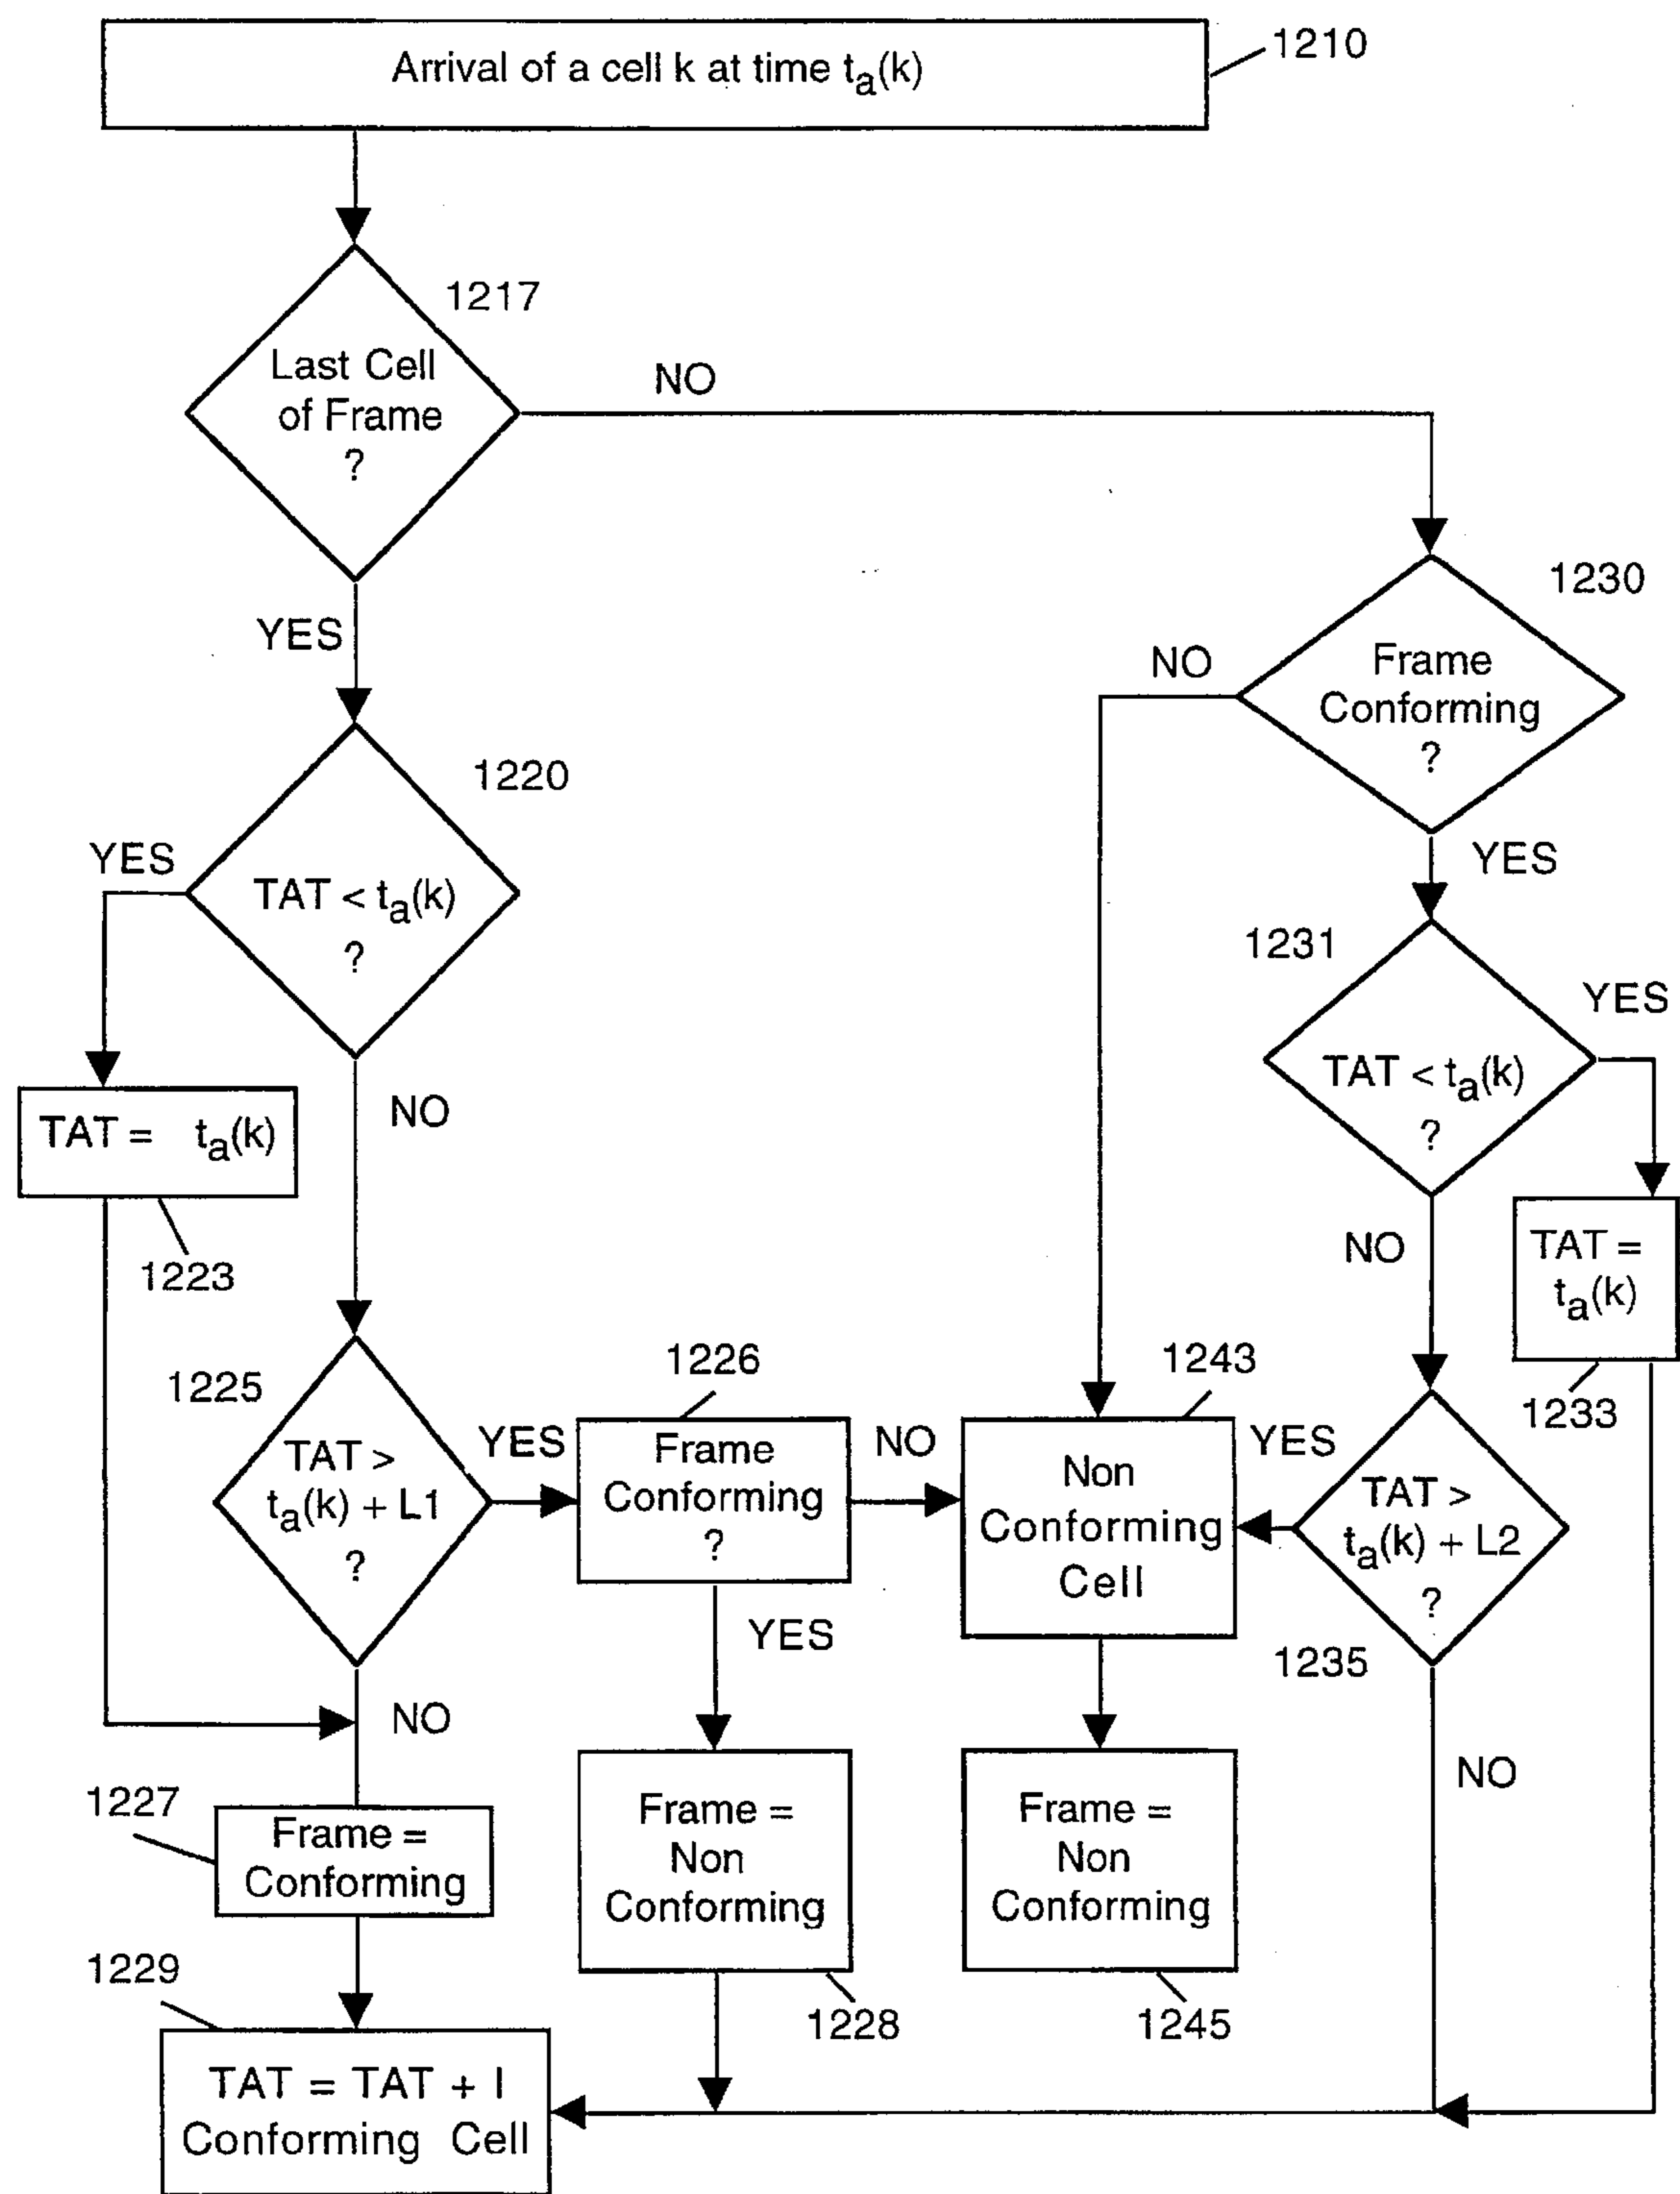 Arrival of a cell k at time ta(k)
1210
1217
Last Cell
of Frame
?
NO
YES
1230
Frame
Conforming
?
NO
YES
1220
TAT < ta(k)
?
YES
NO
1231
TAT < ta(k)
?
YES
NO
TAT = ta(k)
1223
TAT =
ta(k)
1233
1225
TAT >
ta(k) + L1
?
YES
NO
1226
Frame
Conforming
?
NO
YES
1243
Non
Conforming
Cell
YES
TAT >
ta(k) + L2
?
1235
NO
1227
Frame =
Conforming
Frame =
Non
Conforming
1228
Frame =
Non
Conforming
1245
1229
TAT = TAT + I
Conforming Cell